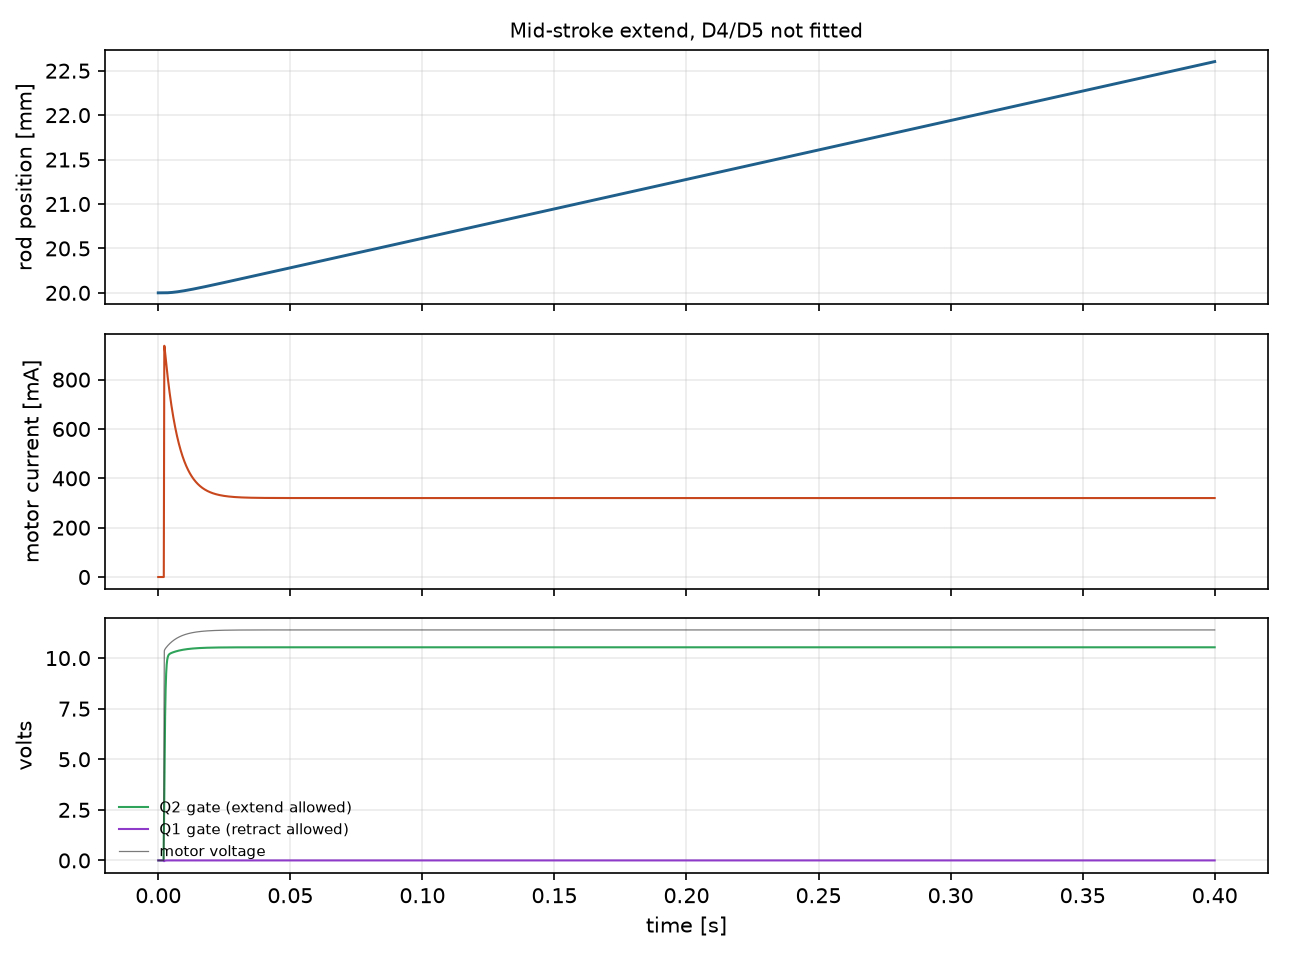 Mid-stroke extend, D4/D5 not fitted
rod position [mm]
22.5
22.0
21.5
21.0
20.5
20.0
motor current [mA]
800
600
400
200
0
volts
10.0
7.5
5.0
2.5
0.0
Q2 gate (extend allowed)
Q1 gate (retract allowed)
motor voltage
0.00 0.05 0.10 0.15 0.20 0.25 0.30 0.35 0.40
time [s]